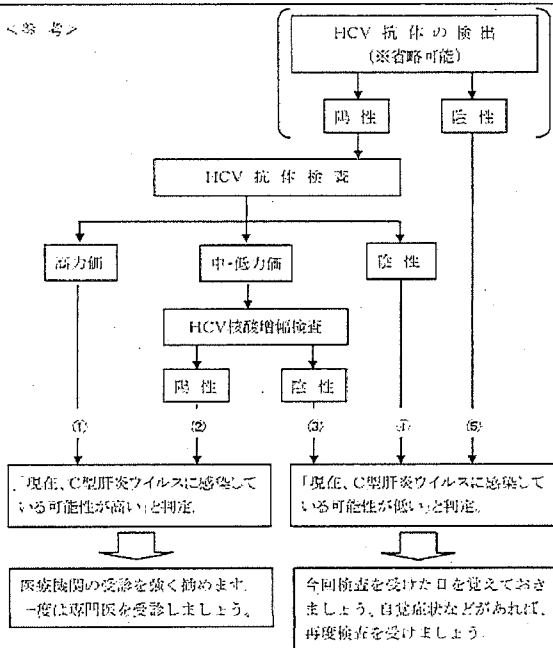 <参 考>
HCV 抗 体 の 検 出
(※省略可能)
陽 性
陰 性
HCV 抗 体 検 査
高力価
中・低力価
陰 性
HCV核酸増幅検査
陽 性
陰 性
① ② ③ ④ ⑤
「現在、C型肝炎ウイルスに感染して
いる可能性が高い」と判定。
「現在、C型肝炎ウイルスに感染して
いる可能性が低い」と判定。
医療機関の受診を強く勧めます。
一度は専門医を受診しましょう。
今回検査を受けた日を覚えておき
ましょう。自覚症状などがあれば、
再度検査を受けましょう。